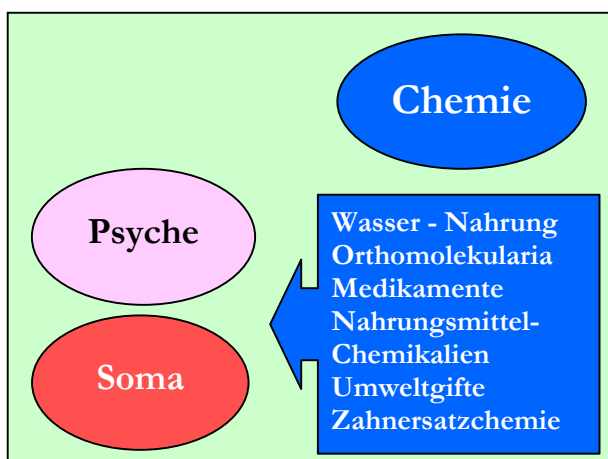 Chemie
Psyche
Soma
Wasser - Nahrung
Orthomolekularia
Medikamente
Nahrungsmittel-
Chemikalien
Umweltgifte
Zahnersatzchemie